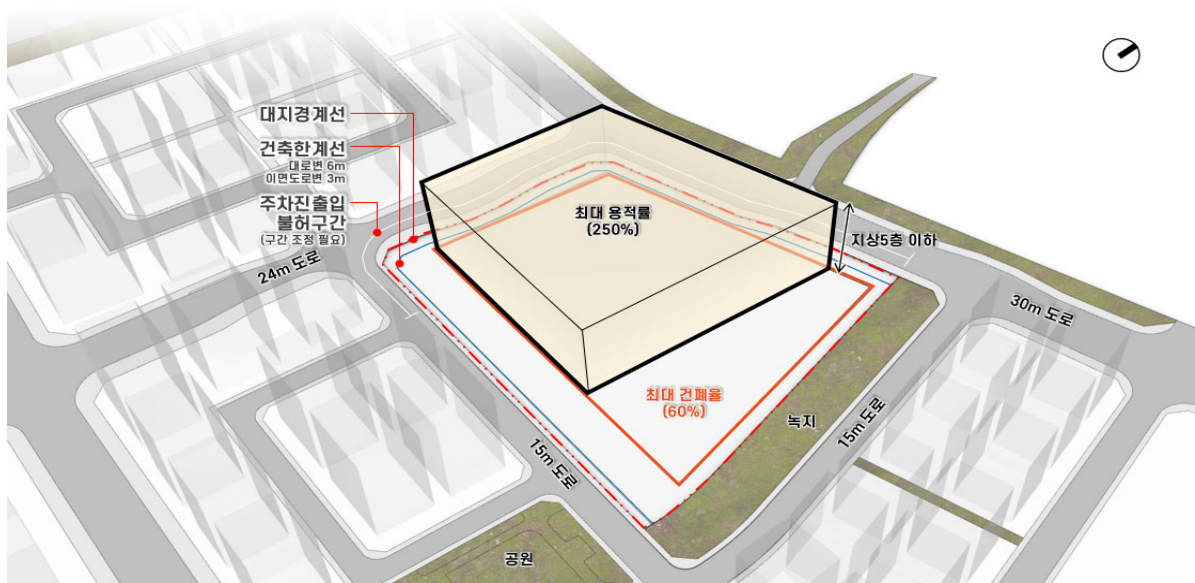 대지경계선
건축한계선
대로변 6m
이면도로변 3m
주차진출입
불허구간
(구간 조정 필요)
24m 도로
최대 용적률
(250%)
지상5층 이하
30m 도로
최대 건폐율
(60%)
녹지
15m 도로
15m 도로
공원